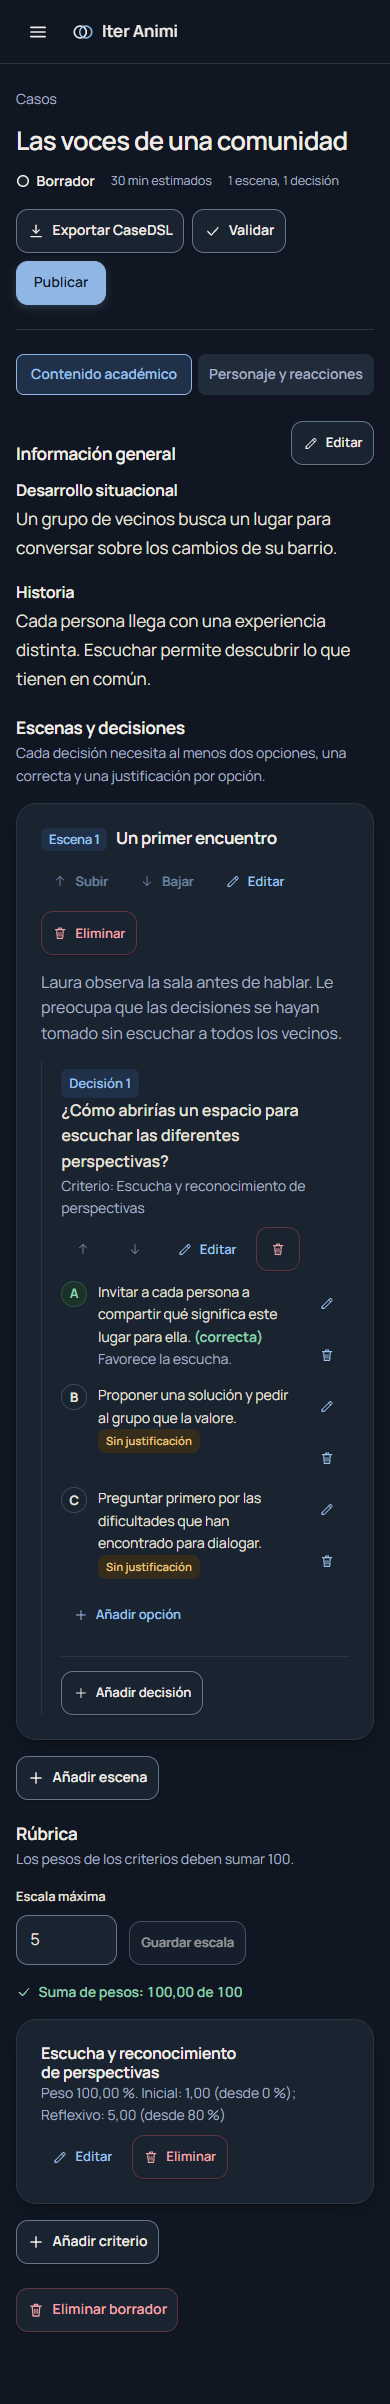 Iter Animi
Casos
Las voces de una comunidad
Borrador 30 min estimados 1 escena, 1 decisión
Exportar CaseDSL Validar
Publicar
Contenido académico Personaje y reacciones
Información general Editar
Desarrollo situacional
Un grupo de vecinos busca un lugar para
conversar sobre los cambios de su barrio.
Historia
Cada persona llega con una experiencia
distinta. Escuchar permite descubrir lo que
tienen en común.
Escenas y decisiones
Cada decisión necesita al menos dos opciones, una
correcta y una justificación por opción.
Escena 1 Un primer encuentro
Subir Bajar Editar
Eliminar
Laura observa la sala antes de hablar. Le
preocupa que las decisiones se hayan
tomado sin escuchar a todos los vecinos.
Decisión 1
¿Cómo abrirías un espacio para
escuchar las diferentes
perspectivas?
Criterio: Escucha y reconocimiento de
perspectivas
Editar
A Invitar a cada persona a
compartir qué significa este
lugar para ella. (correcta)
Favorece la escucha.
B Proponer una solución y pedir
al grupo que la valore.
Sin justificación
C Preguntar primero por las
dificultades que han
encontrado para dialogar.
Sin justificación
Añadir opción
Añadir decisión
Añadir escena
Rúbrica
Los pesos de los criterios deben sumar 100.
Escala máxima
5 Guardar escala
Suma de pesos: 100,00 de 100
Escucha y reconocimiento
de perspectivas
Peso 100,00 %. Inicial: 1,00 (desde 0 %);
Reflexivo: 5,00 (desde 80 %)
Editar Eliminar
Añadir criterio
Eliminar borrador